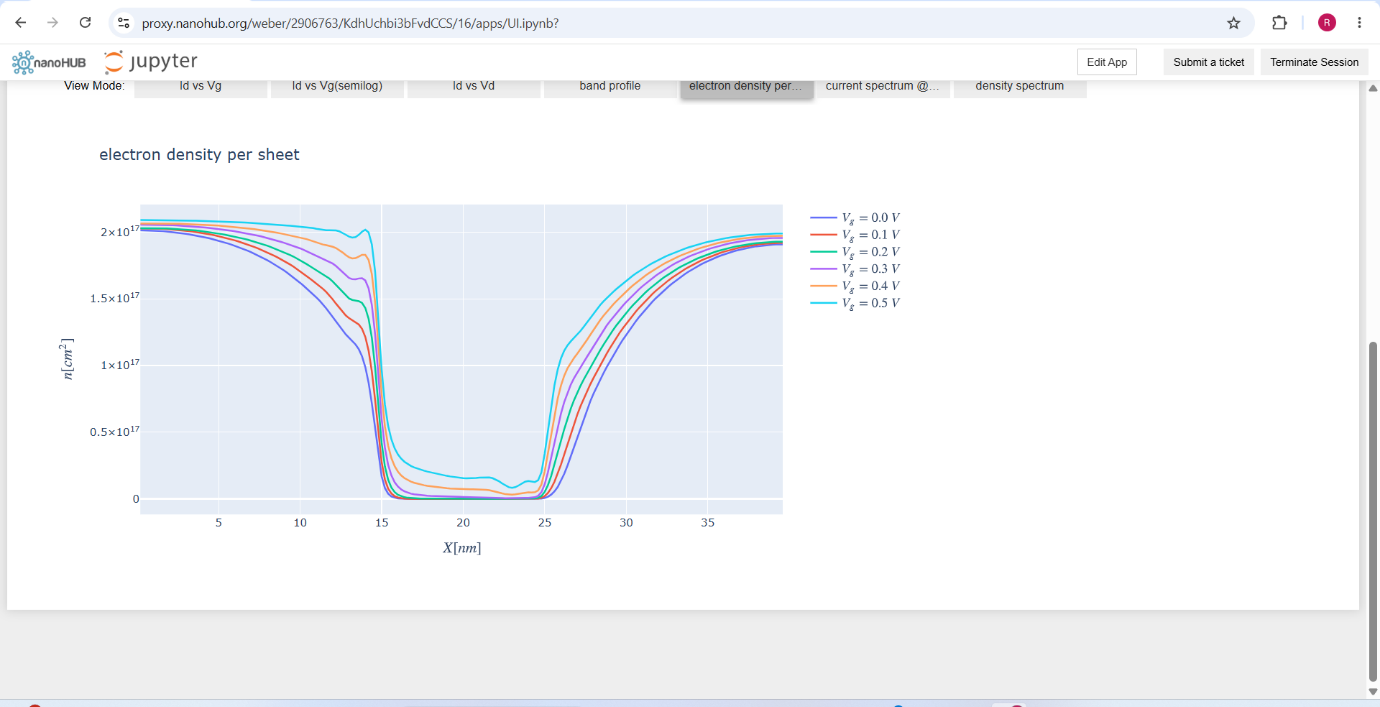 proxy.nanohub.org/weber/2906763/KdhUchbi3bFvdCCS/16/apps/UI.ipynb?
R
nanoHUB jupyter Edit App Submit a ticket Terminate Session
View Mode: Id vs Vg Id vs Vg(semilog) Id vs Vd band profile electron density per... current spectrum @... density spectrum
electron density per sheet
2×10¹⁷
1.5×10¹⁷
1×10¹⁷
0.5×10¹⁷
0
n[cm²]
5 10 15 20 25 30 35
X[nm]
V_g = 0.0 V
V_g = 0.1 V
V_g = 0.2 V
V_g = 0.3 V
V_g = 0.4 V
V_g = 0.5 V